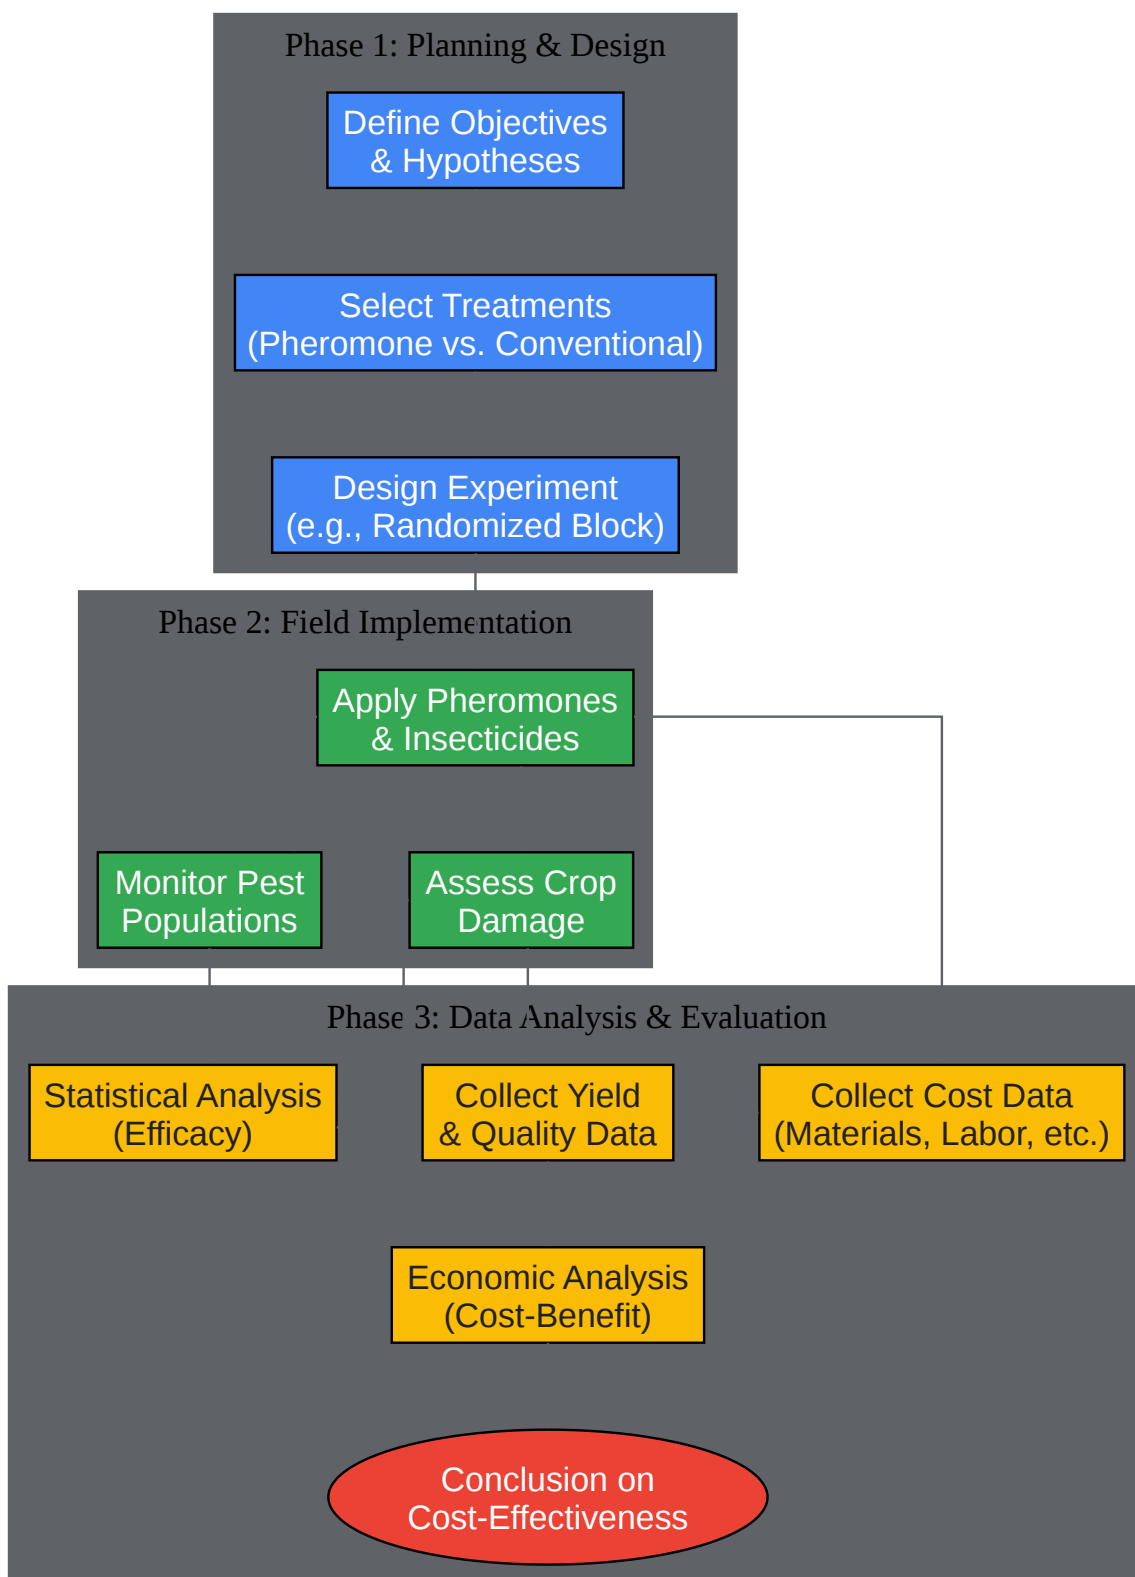 Phase 1: Planning & Design
Define Objectives
& Hypotheses
Select Treatments
(Pheromone vs. Conventional)
Design Experiment
(e.g., Randomized Block)
Phase 2: Field Implementation
Apply Pheromones
& Insecticides
Monitor Pest
Populations
Assess Crop
Damage
Phase 3: Data Analysis & Evaluation
Statistical Analysis
(Efficacy)
Collect Yield
& Quality Data
Collect Cost Data
(Materials, Labor, etc.)
Economic Analysis
(Cost-Benefit)
Conclusion on
Cost-Effectiveness